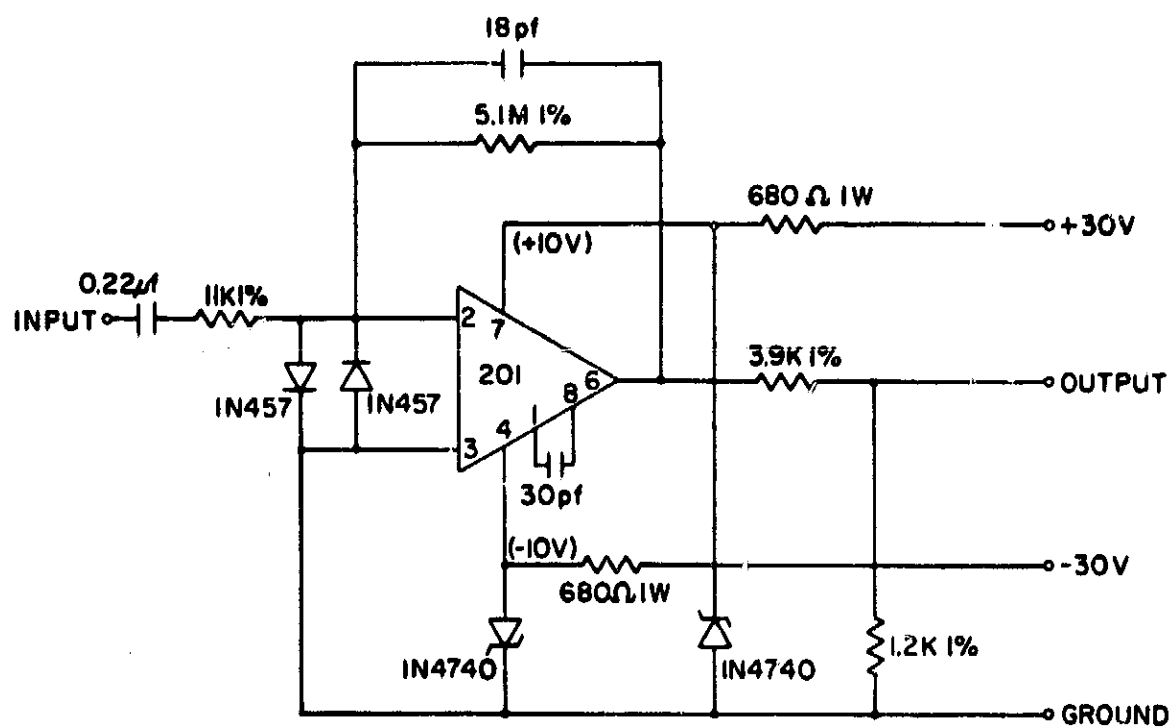 18pf
5.1M 1%
680 Ω 1W
(+10V)
+30V
0.22μf
11K1%
INPUT
2
7
3.9K 1%
201
6
OUTPUT
1N457
1N457
8
1
4
3
30pf
(-10V)
-30V
680Ω 1W
1N4740
1N4740
1.2K 1%
GROUND